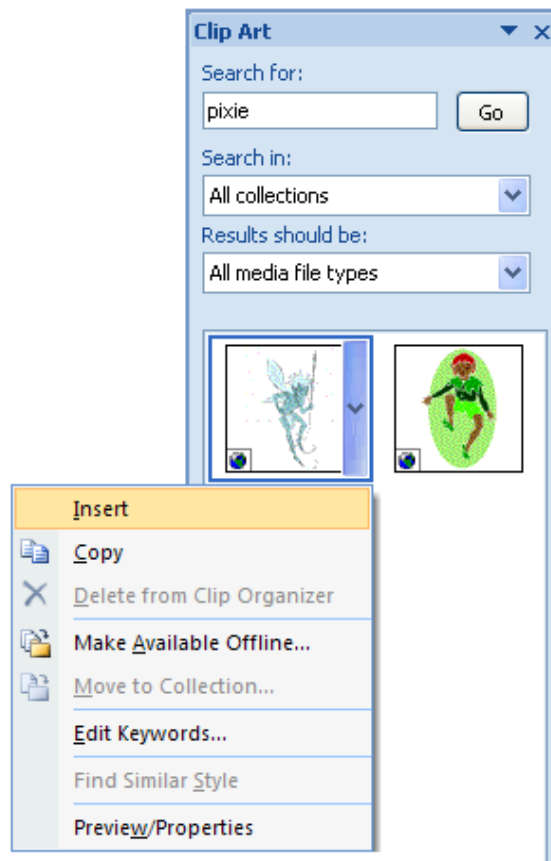 Clip Art
Search for:
pixie
Go
Search in:
All collections
Results should be:
All media file types
Insert
Copy
Delete from Clip Organizer
Make Available Offline...
Move to Collection...
Edit Keywords...
Find Similar Style
Preview/Properties